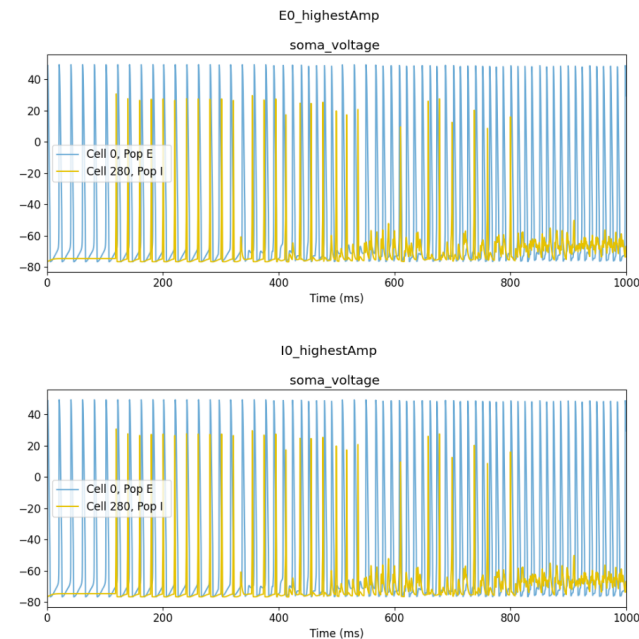 E0_highestAmp
soma_voltage
40
20
0
−20
−40
−60
−80
Cell 0, Pop E
Cell 280, Pop I
0
200
400
600
800
1000
Time (ms)
I0_highestAmp
soma_voltage
40
20
0
−20
−40
−60
−80
Cell 0, Pop E
Cell 280, Pop I
0
200
400
600
800
1000
Time (ms)